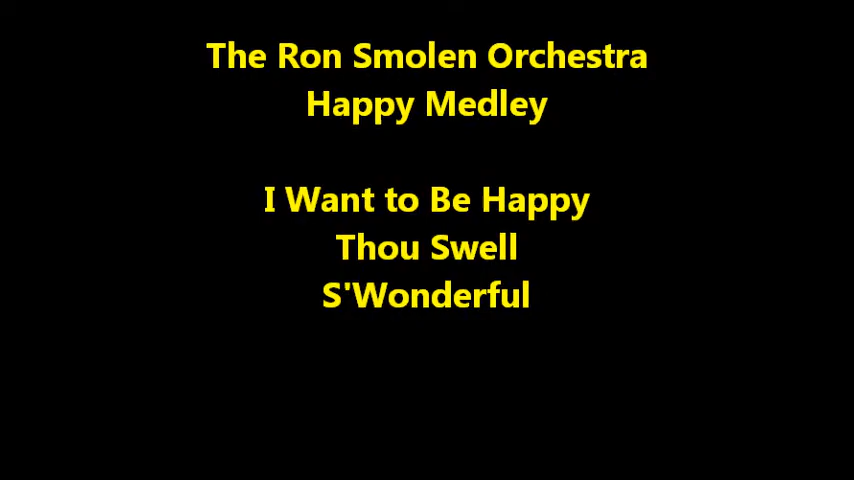 The Ron Smolen Orchestra
Happy Medley
I Want to Be Happy
Thou Swell
S'Wonderful